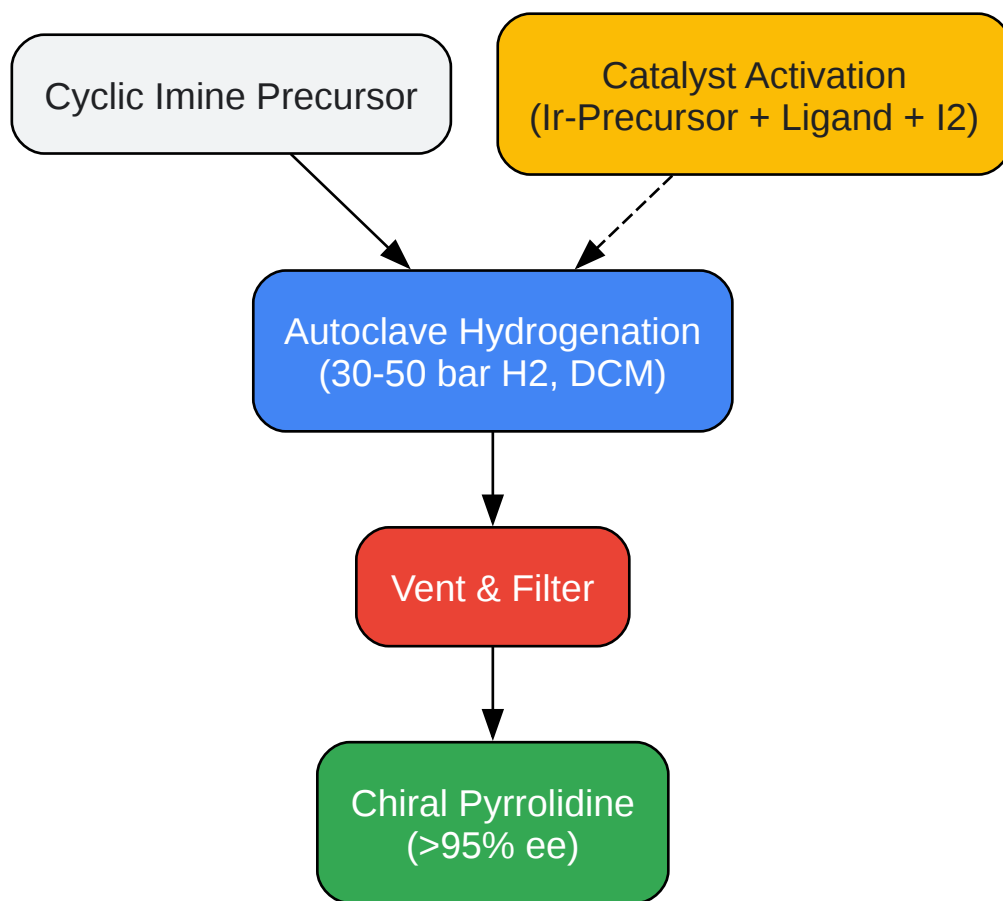 Cyclic Imine Precursor
Catalyst Activation
(Ir-Precursor + Ligand + I2)
Autoclave Hydrogenation
(30-50 bar H2, DCM)
Vent & Filter
Chiral Pyrrolidine
(>95% ee)